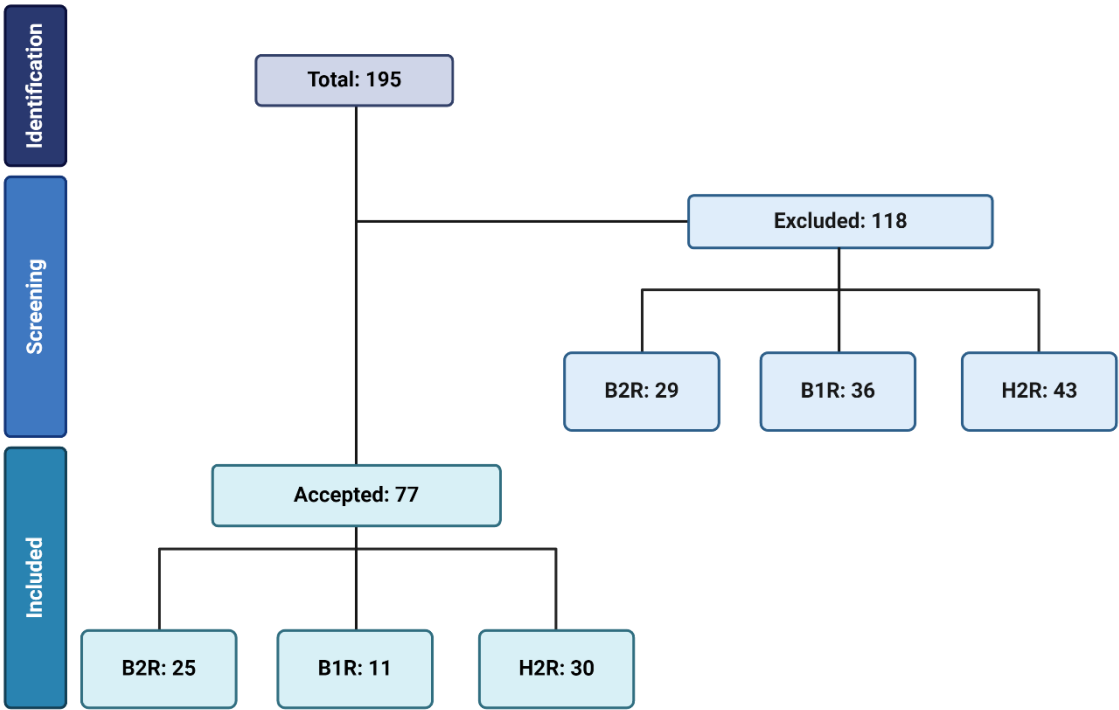 Identification
Total: 195
Screening
Excluded: 118
B2R: 29
B1R: 36
H2R: 43
Included
Accepted: 77
B2R: 25
B1R: 11
H2R: 30